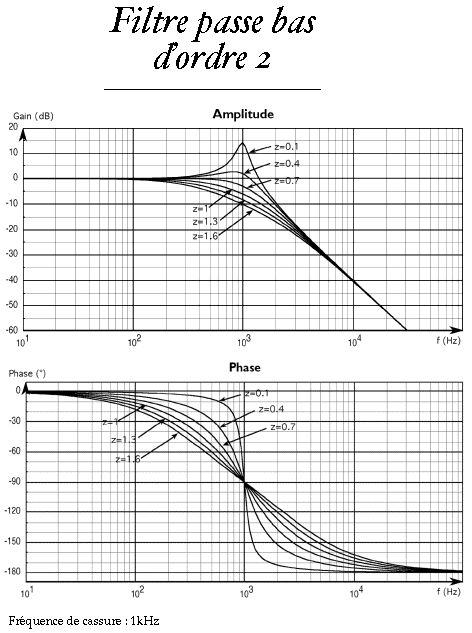 Filtre passe bas
d'ordre 2
Amplitude
Gain (dB)
20
10
0
-10
-20
-30
-40
-50
-60
z=0.1
z=0.4
z=0.7
z=1
z=1.3
z=1.6
10¹
10²
10³
10⁴
f (Hz)
Phase
Phase (°)
0
-30
-60
-90
-120
-150
-180
z=0.1
z=0.4
z=0.7
z=1
z=1.3
z=1.6
10¹
10²
10³
10⁴
f (Hz)
Fréquence de cassure : 1kHz